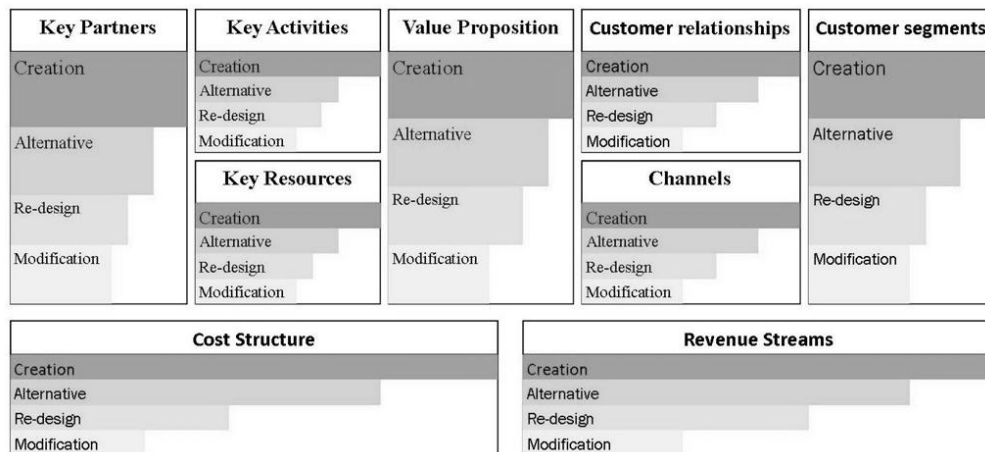 Key Partners
Creation
Alternative
Re-design
Modification
Key Activities
Creation
Alternative
Re-design
Modification
Key Resources
Creation
Alternative
Re-design
Modification
Value Proposition
Creation
Alternative
Re-design
Modification
Customer relationships
Creation
Alternative
Re-design
Modification
Channels
Creation
Alternative
Re-design
Modification
Customer segments
Creation
Alternative
Re-design
Modification
Cost Structure
Creation
Alternative
Re-design
Modification
Revenue Streams
Creation
Alternative
Re-design
Modification